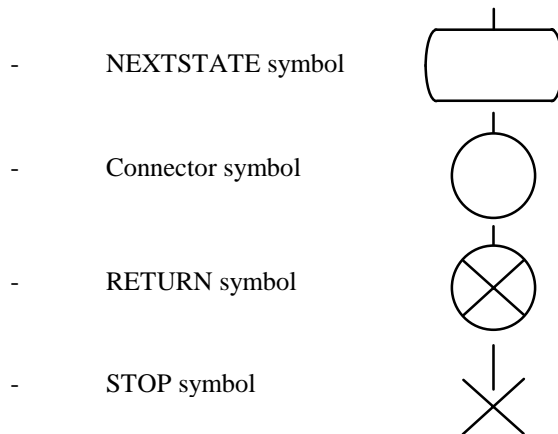 - NEXTSTATE symbol
- Connector symbol
- RETURN symbol
- STOP symbol